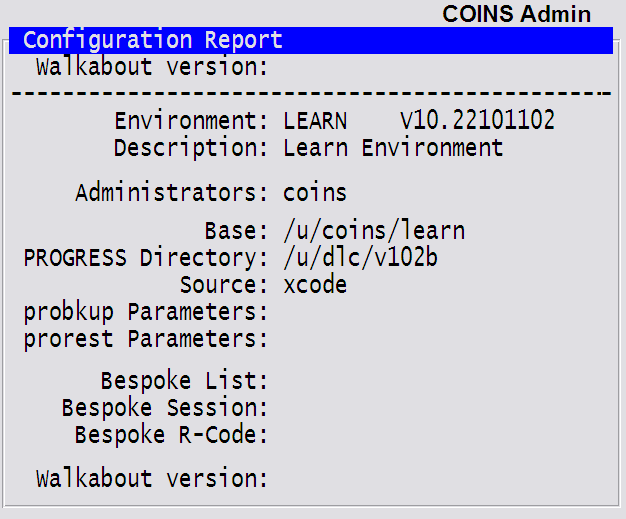 COINS Admin
Configuration Report
Walkabout version:
Environment: LEARN V10.22101102
Description: Learn Environment
Administrators: coins
Base: /u/coins/learn
PROGRESS Directory: /u/dlc/v102b
Source: xcode
probkup Parameters:
prorest Parameters:
Bespoke List:
Bespoke Session:
Bespoke R-Code:
Walkabout version: